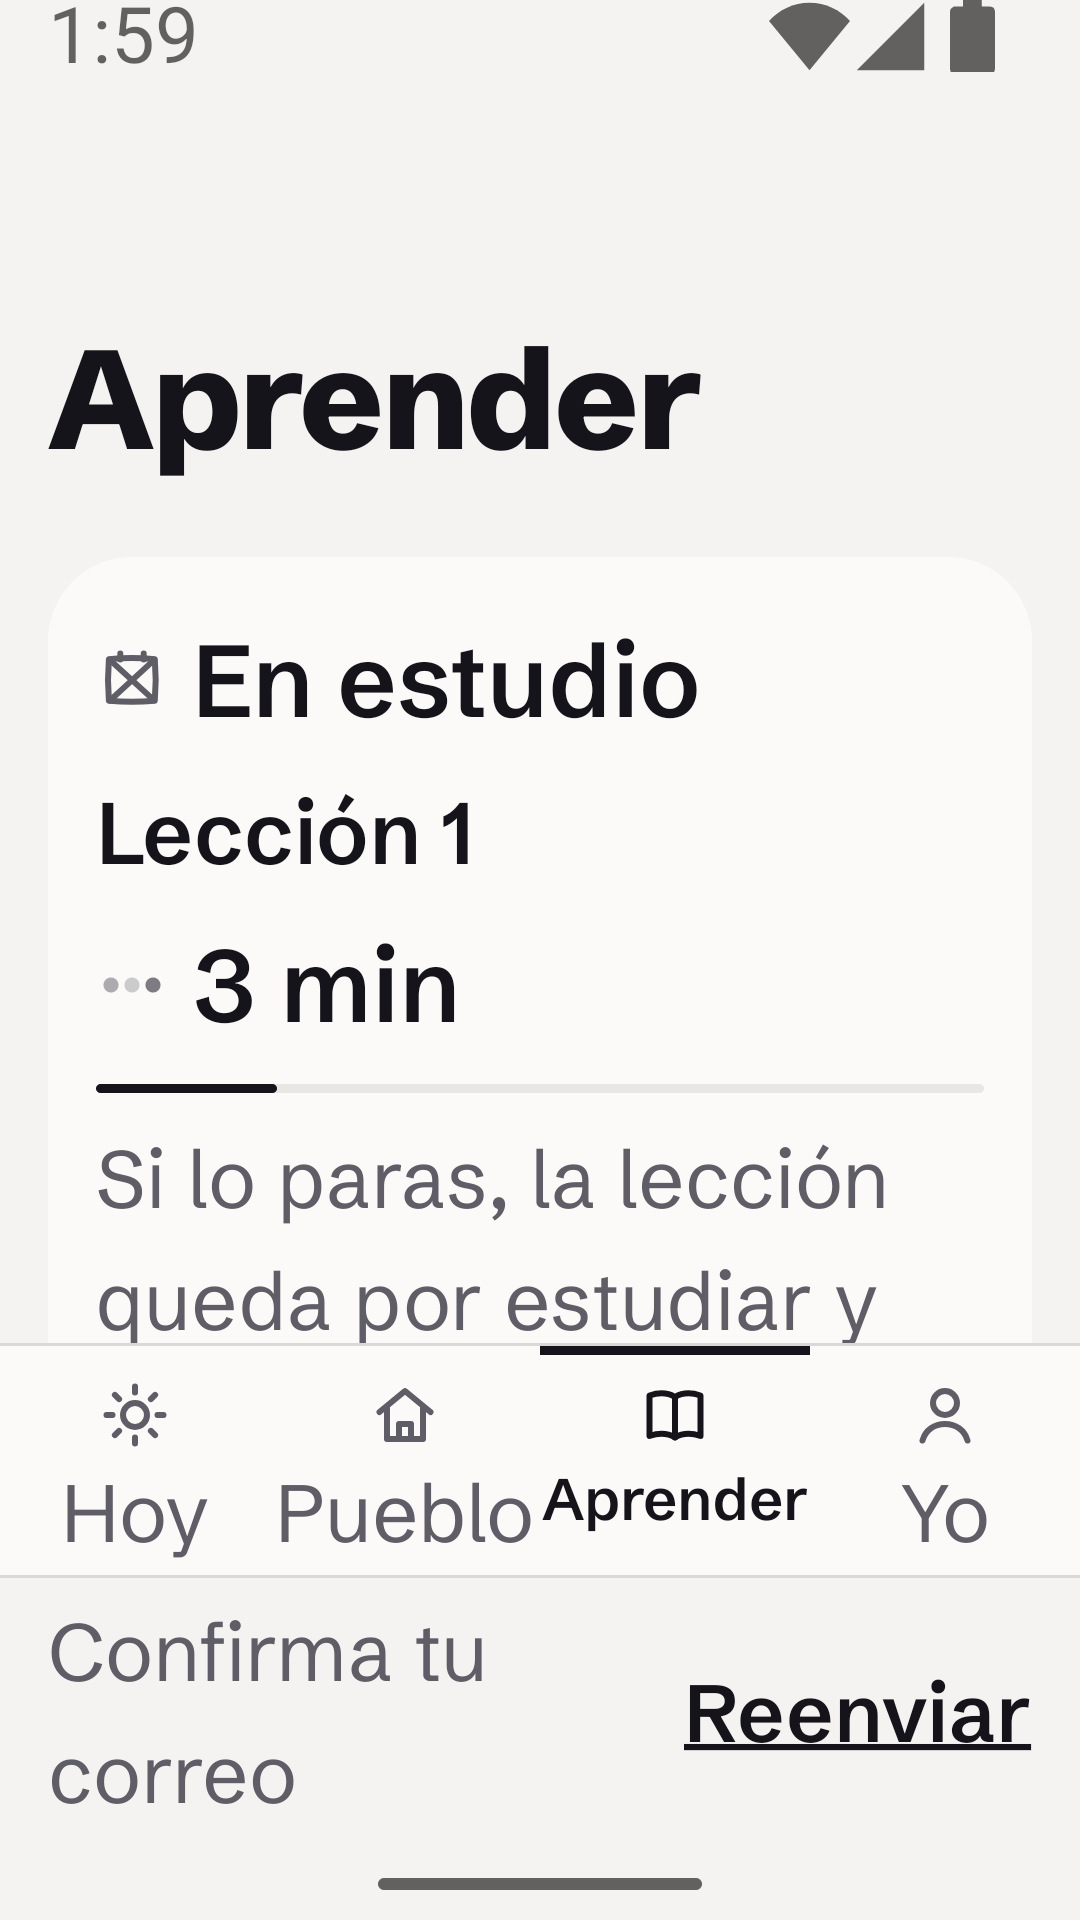 1:59
Aprender
En estudio
Lección 1
3 min
Si lo paras, la lección
queda por estudiar y
Hoy
Pueblo
Aprender
Yo
Confirma tu
correo
Reenviar